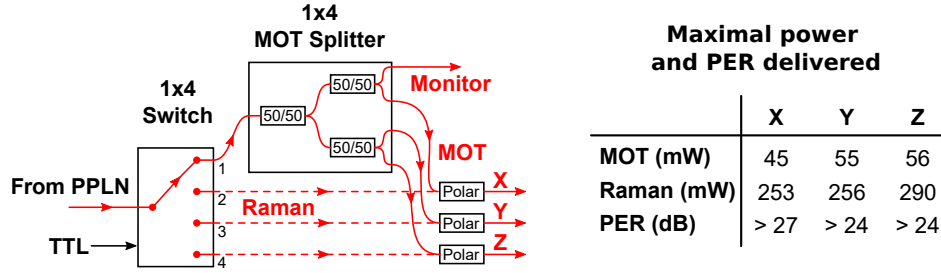 1x4
MOT Splitter
1x4
Switch
50/50
50/50
50/50
Monitor
MOT
1
2
3
4
From PPLN
TTL
Raman
Polar
X
Polar
Y
Polar
Z
Maximal power
and PER delivered
X Y Z
MOT (mW) 45 55 56
Raman (mW) 253 256 290
PER (dB) > 27 > 24 > 24